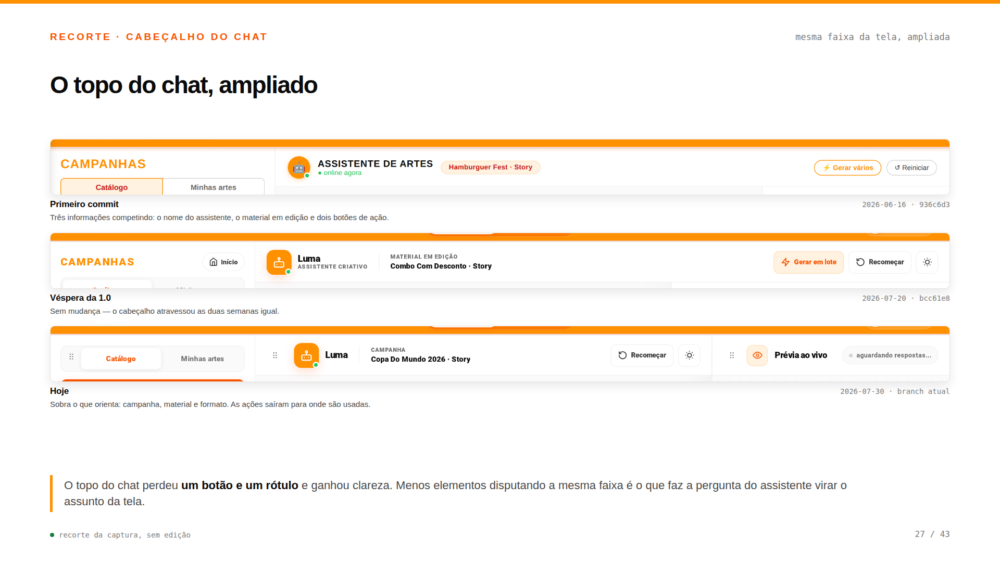 RECORTE · CABEÇALHO DO CHAT
mesma faixa da tela, ampliada
O topo do chat, ampliado
CAMPANHAS
Catálogo
Minhas artes
ASSISTENTE DE ARTES
● online agora
Hamburguer Fest · Story
⚡ Gerar vários
↺ Reiniciar
Primeiro commit
2026-06-16 · 936c6d3
Três informações competindo: o nome do assistente, o material em edição e dois botões de ação.
CAMPANHAS
Início
Luma
ASSISTENTE CRIATIVO
MATERIAL EM EDIÇÃO
Combo Com Desconto · Story
Gerar em lote
Recomeçar
Véspera da 1.0
2026-07-20 · bcc61e8
Sem mudança — o cabeçalho atravessou as duas semanas igual.
Catálogo
Minhas artes
Luma
CAMPANHA
Copa Do Mundo 2026 · Story
Recomeçar
Prévia ao vivo
aguardando respostas...
Hoje
2026-07-30 · branch atual
Sobra o que orienta: campanha, material e formato. As ações saíram para onde são usadas.
O topo do chat perdeu um botão e um rótulo e ganhou clareza. Menos elementos disputando a mesma faixa é o que faz a pergunta do assistente virar o
assunto da tela.
recorte da captura, sem edição
27 / 43